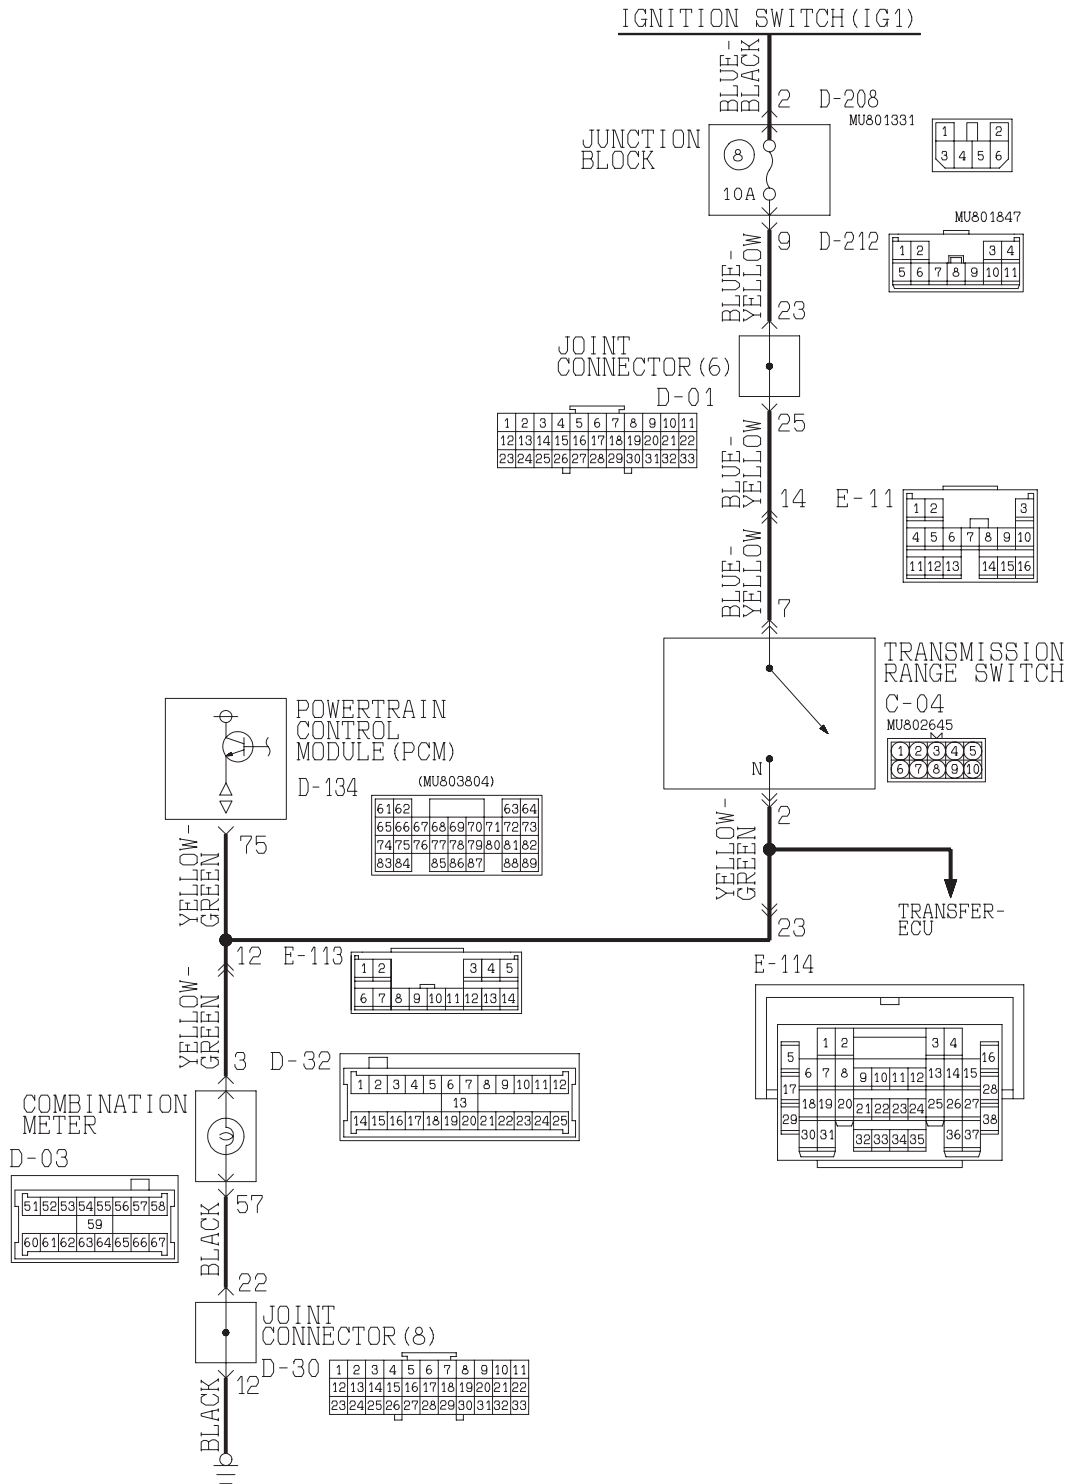 IGNITION SWITCH(IG1)
BLUE-
BLACK
2 D-208
MU801331
1 2
3 4 5 6
JUNCTION
BLOCK
8
10A
MU801847
9 D-212
1 2 3 4
5 6 7 8 9 10 11
BLUE-
YELLOW
23
JOINT
CONNECTOR(6)
D-01
1 2 3 4 5 6 7 8 9 10 11
12 13 14 15 16 17 18 19 20 21 22
23 24 25 26 27 28 29 30 31 32 33
25
BLUE-
YELLOW
14 E-11
1 2 3
4 5 6 7 8 9 10
11 12 13 14 15 16
BLUE-
YELLOW
7
TRANSMISSION
RANGE SWITCH
C-04
MU802645
1 2 3 4 5
6 7 8 9 10
N
2
YELLOW-
GREEN
TRANSFER-
ECU
23
E-114
1 2 3 4
5 16
6 7 8 9 10 11 12 13 14 15
17 28
18 19 20 21 22 23 24 25 26 27
29 38
30 31 32 33 34 35 36 37
POWERTRAIN
CONTROL
MODULE(PCM)
D-134
(MU803804)
61 62 63 64
65 66 67 68 69 70 71 72 73
74 75 76 77 78 79 80 81 82
83 84 85 86 87 88 89
75
YELLOW-
GREEN
12 E-113
1 2 3 4 5
6 7 8 9 10 11 12 13 14
YELLOW-
GREEN
3 D-32
1 2 3 4 5 6 7 8 9 10 11 12
13
14 15 16 17 18 19 20 21 22 23 24 25
COMBINATION
METER
D-03
51 52 53 54 55 56 57 58
59
60 61 62 63 64 65 66 67
57
BLACK
22
JOINT
CONNECTOR(8)
D-30
1 2 3 4 5 6 7 8 9 10 11
12 13 14 15 16 17 18 19 20 21 22
23 24 25 26 27 28 29 30 31 32 33
12
BLACK